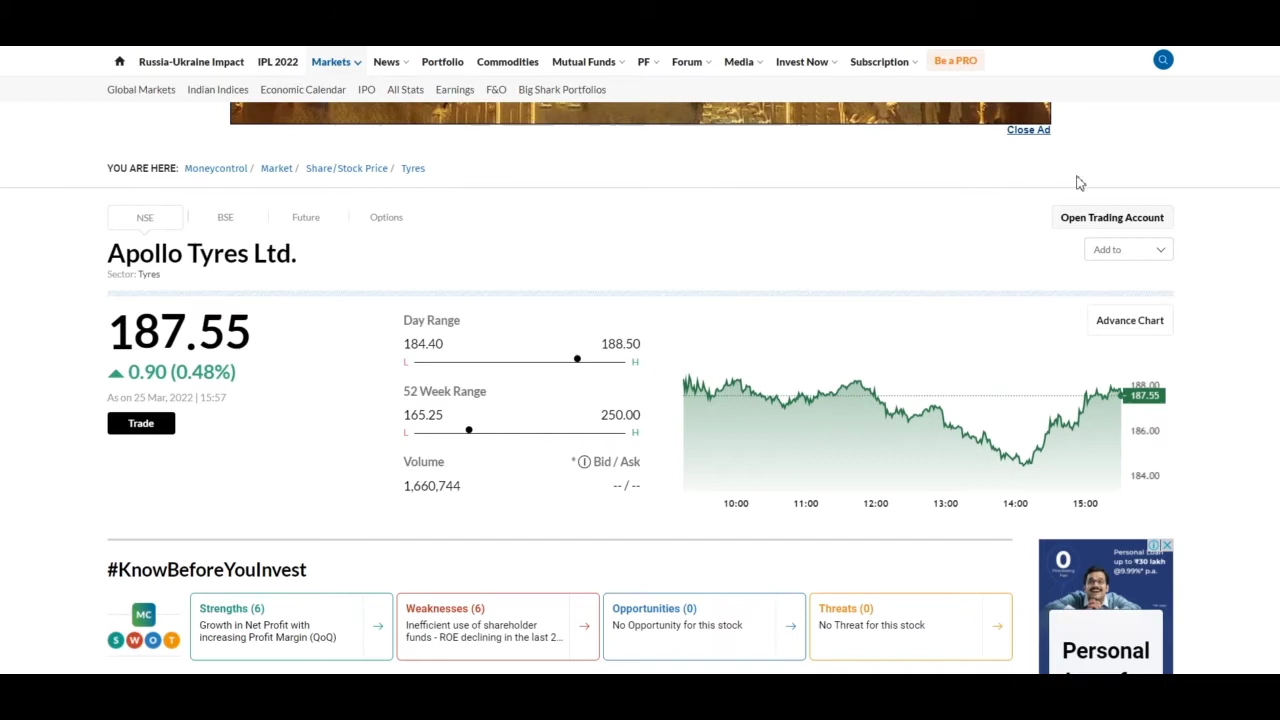 Russia-Ukraine Impact IPL 2022 Markets News Portfolio Commodities Mutual Funds PF Forum Media Invest Now Subscription Be a PRO
Global Markets Indian Indices Economic Calendar IPO All Stats Earnings F&O Big Shark Portfolios
Close Ad
YOU ARE HERE: Moneycontrol / Market / Share/Stock Price / Tyres
NSE BSE Future Options
Open Trading Account
Apollo Tyres Ltd.
Add to
Sector: Tyres
187.55
0.90 (0.48%)
As on 25 Mar, 2022 | 15:57
Trade
Day Range
184.40 188.50
L H
52 Week Range
165.25 250.00
L H
Volume * Bid / Ask
1,660,744 -- / --
Advance Chart
188.00
187.55
186.00
184.00
10:00 11:00 12:00 13:00 14:00 15:00
#KnowBeforeYouInvest
MC
S W O T
Strengths (6)
Growth in Net Profit with
increasing Profit Margin (QoQ)
Weaknesses (6)
Inefficient use of shareholder
funds - ROE declining in the last 2...
Opportunities (0)
No Opportunity for this stock
Threats (0)
No Threat for this stock
0
Personal Loan
up to ₹30 lakh
@9.99%* p.a.
Personal